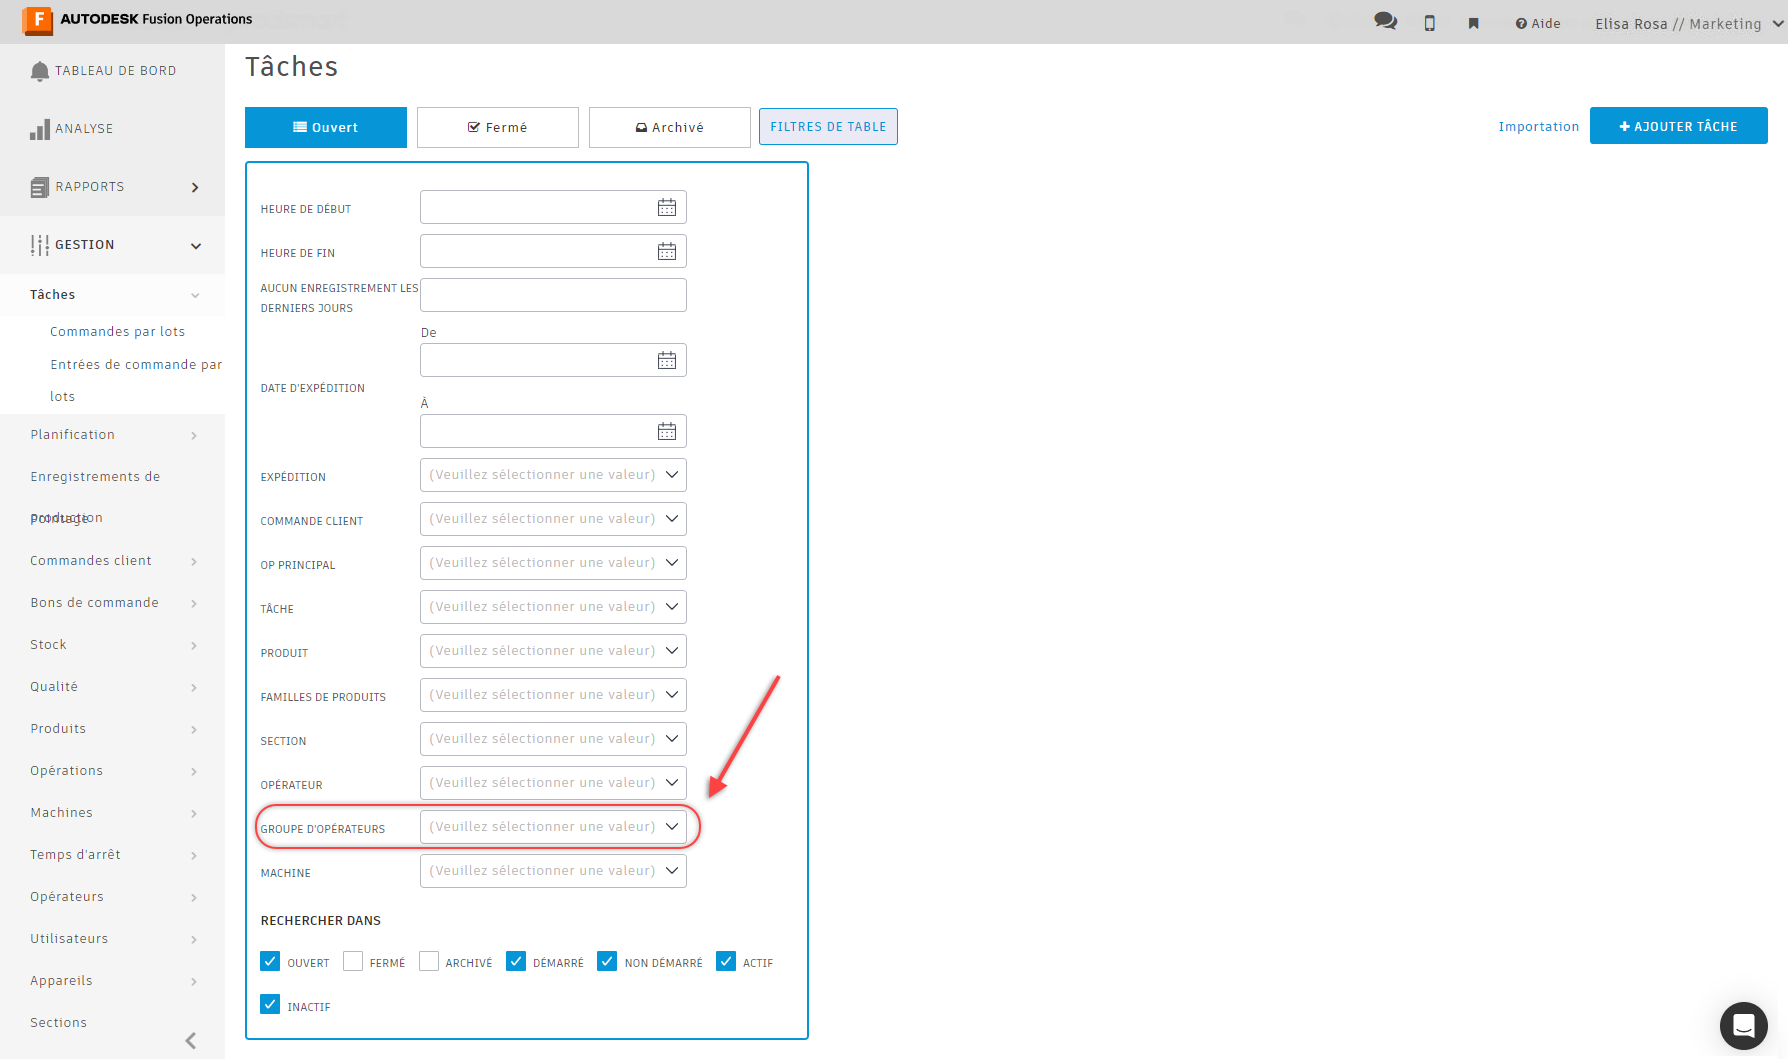 AUTODESK Fusion Operations
Aide
Elisa Rosa // Marketing
TABLEAU DE BORD
ANALYSE
RAPPORTS
GESTION
Tâches
Commandes par lots
Entrées de commande par
lots
Planification
Enregistrements de
production
Pointage
Commandes client
Bons de commande
Stock
Qualité
Produits
Opérations
Machines
Temps d'arrêt
Opérateurs
Utilisateurs
Appareils
Sections
Tâches
Ouvert
Fermé
Archivé
FILTRES DE TABLE
Importation
AJOUTER TÂCHE
HEURE DE DÉBUT
HEURE DE FIN
AUCUN ENREGISTREMENT LES
DERNIERS JOURS
De
DATE D'EXPÉDITION
À
EXPÉDITION (Veuillez sélectionner une valeur)
COMMANDE CLIENT (Veuillez sélectionner une valeur)
OP PRINCIPAL (Veuillez sélectionner une valeur)
TÂCHE (Veuillez sélectionner une valeur)
PRODUIT (Veuillez sélectionner une valeur)
FAMILLES DE PRODUITS (Veuillez sélectionner une valeur)
SECTION (Veuillez sélectionner une valeur)
OPÉRATEUR (Veuillez sélectionner une valeur)
GROUPE D'OPÉRATEURS (Veuillez sélectionner une valeur)
MACHINE (Veuillez sélectionner une valeur)
RECHERCHER DANS
OUVERT FERMÉ ARCHIVÉ DÉMARRÉ NON DÉMARRÉ ACTIF
INACTIF